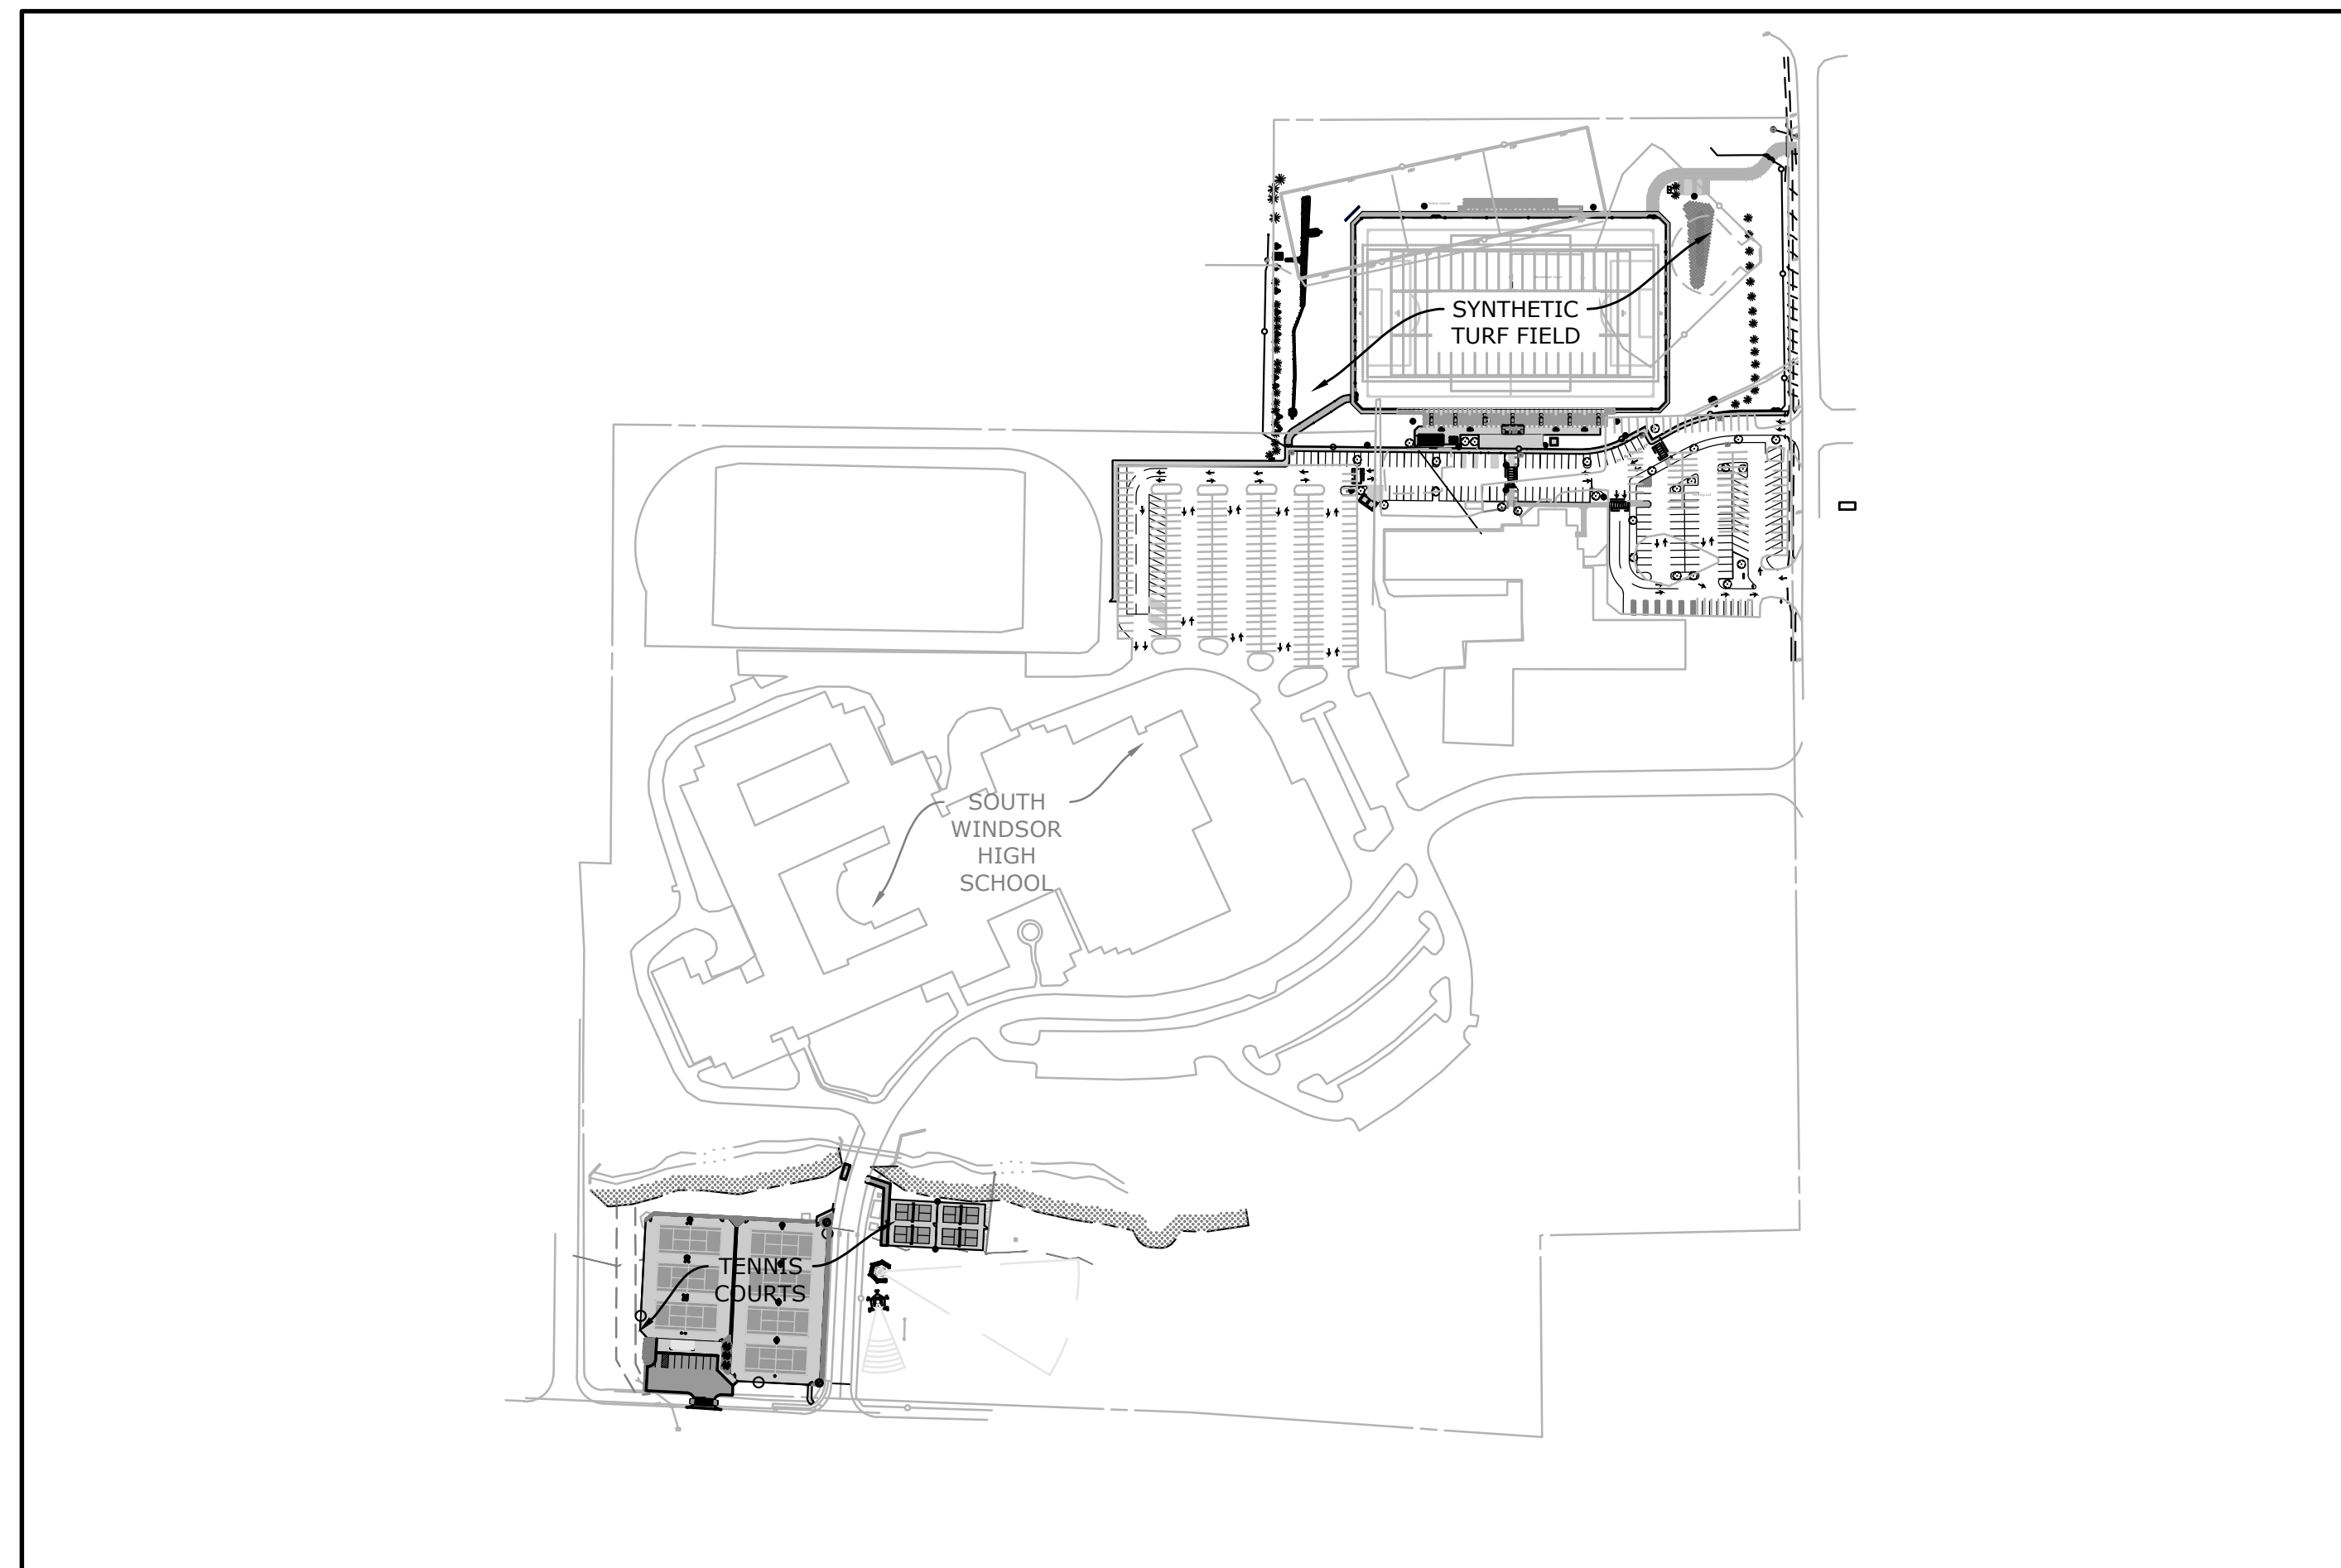 SYNTHETIC
TURF FIELD
SOUTH
WINDSOR
HIGH
SCHOOL
TENNIS
COURTS